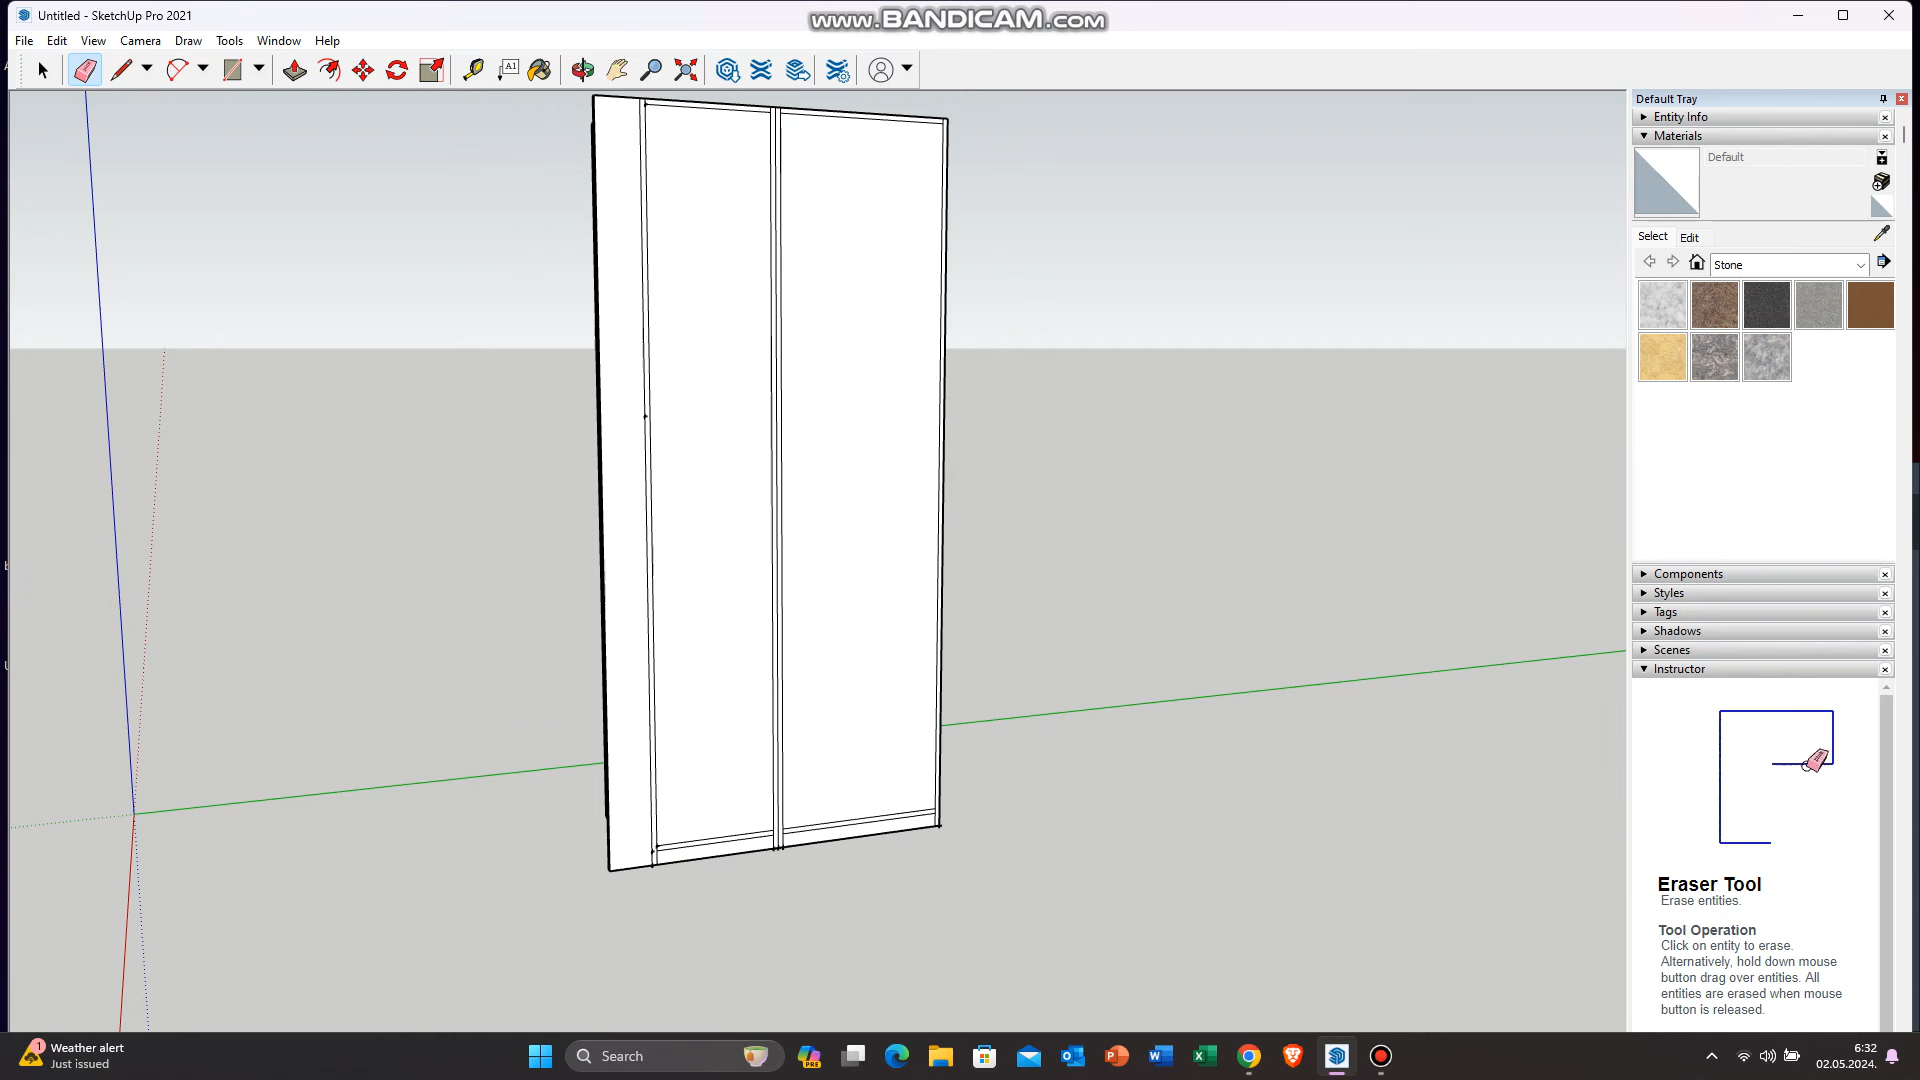 Untitled - SketchUp Pro 2021
www.BANDICAM.com
File Edit View Camera Draw Tools Window Help
A1
Default Tray
Entity Info
Materials
Default
Select Edit
Stone
Components
Styles
Tags
Shadows
Scenes
Instructor
Eraser Tool
Erase entities.
Tool Operation
Click on entity to erase.
Alternatively, hold down mouse
button drag over entities. All
entities are erased when mouse
button is released.
1
Weather alert
Just issued
Search
PRE
6:32
02.05.2024.